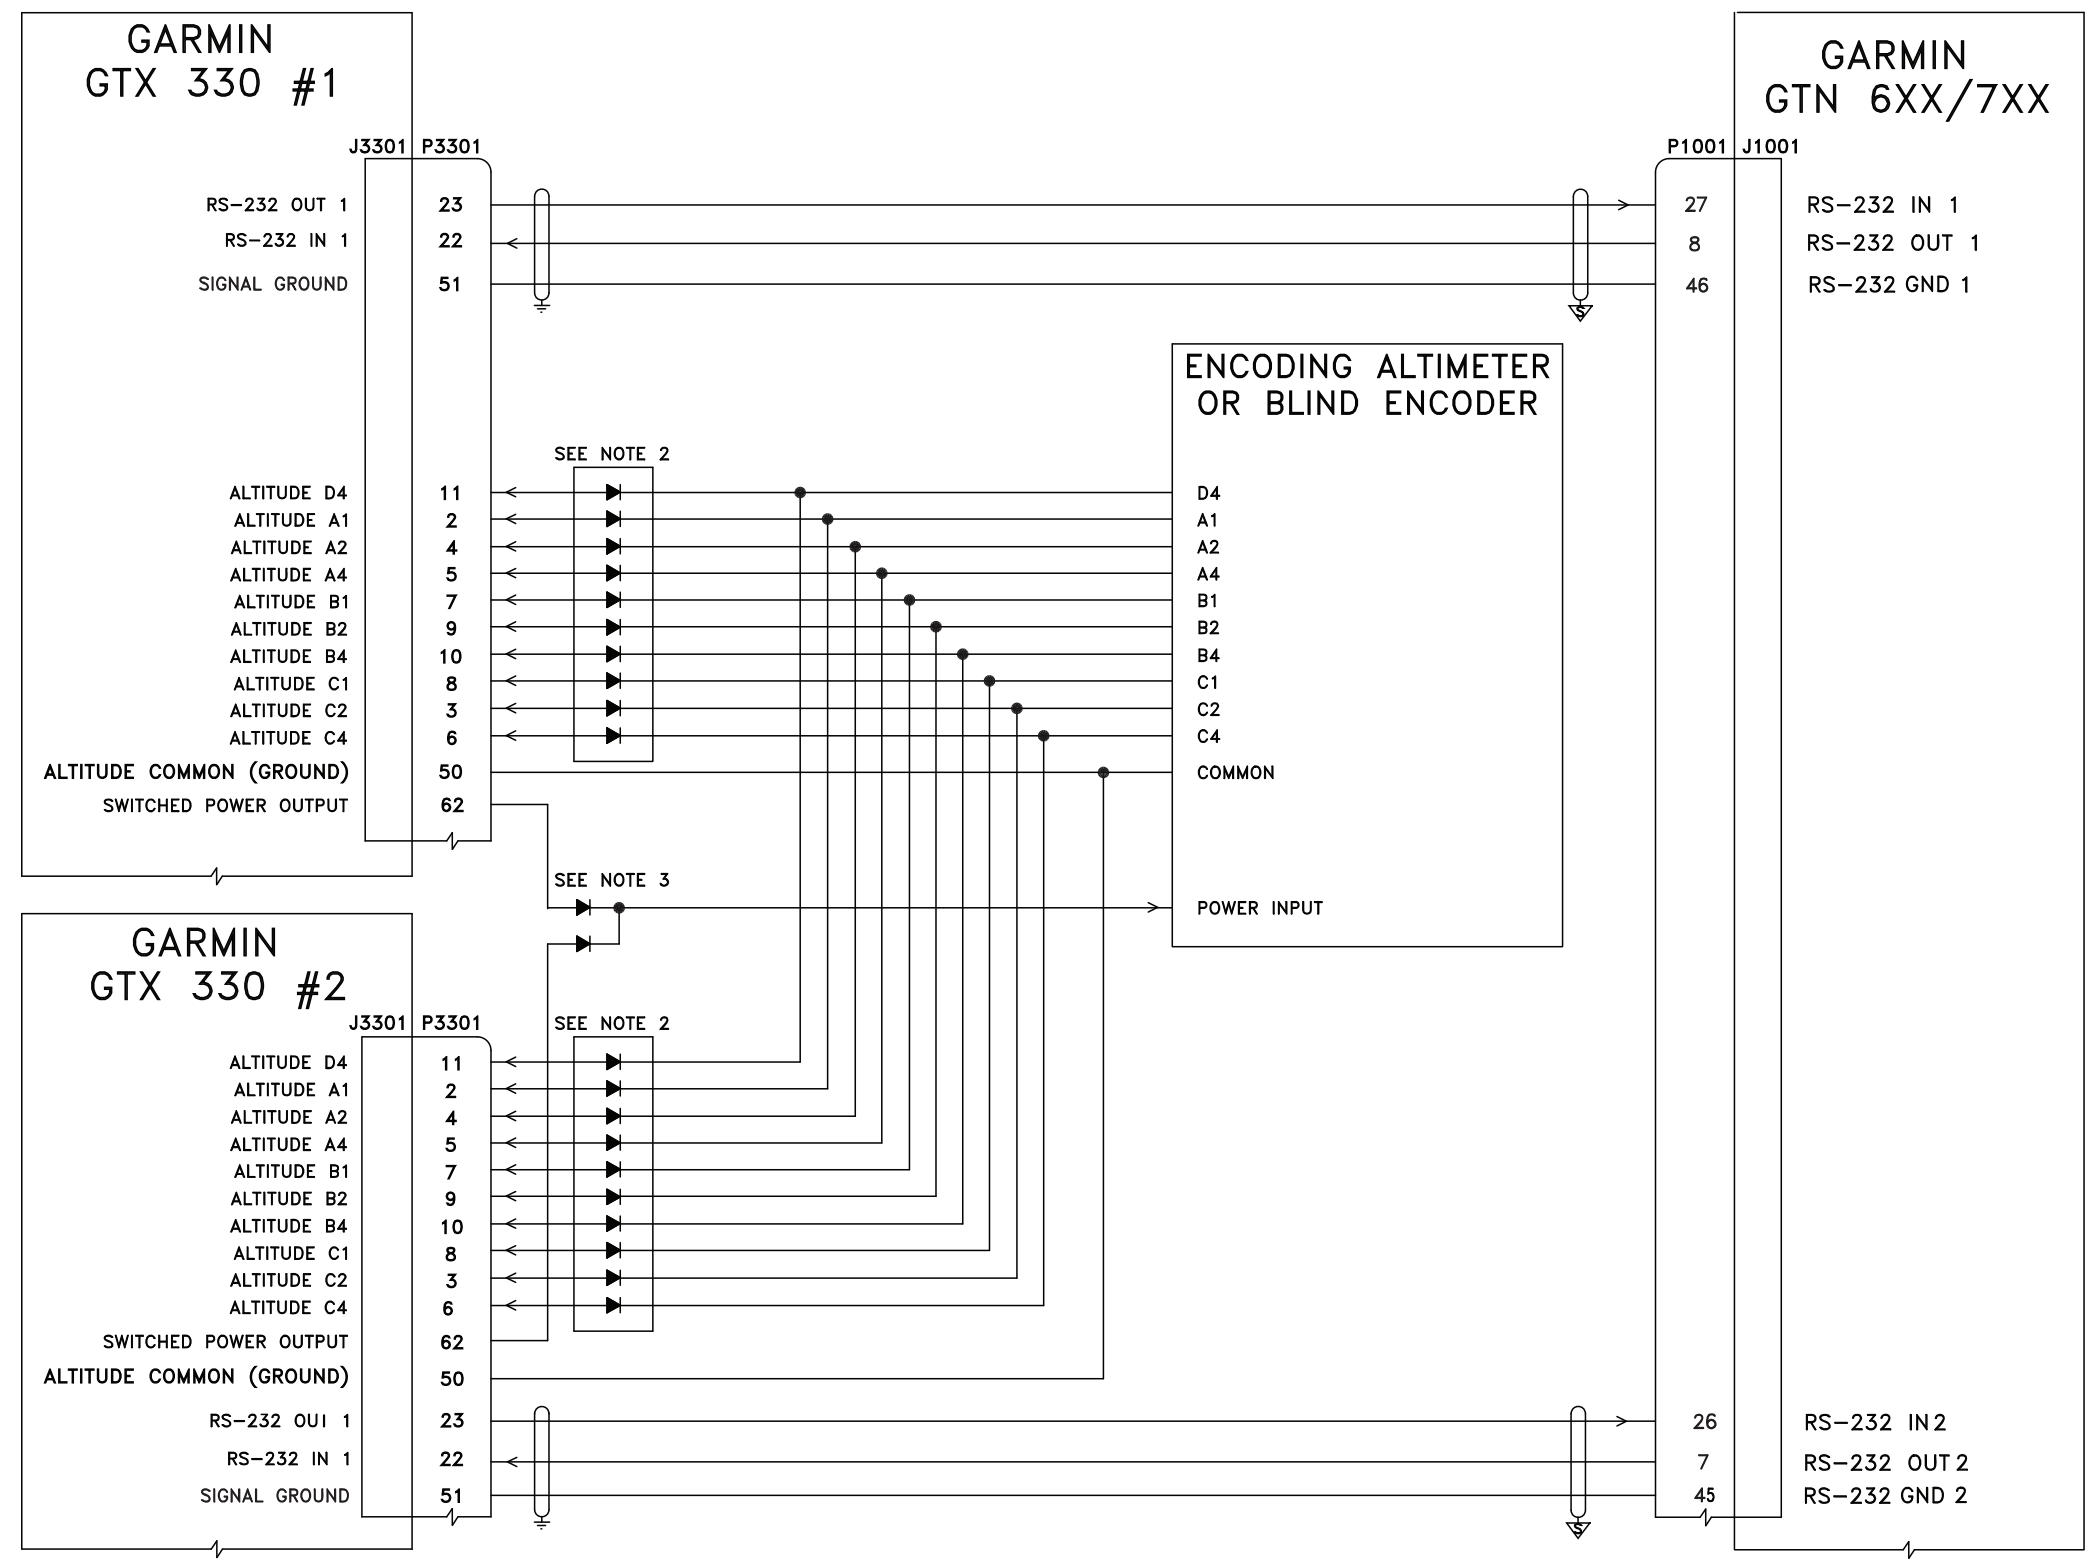 GARMIN
GTX 330 #1
J3301 P3301
RS-232 OUT 1 23
RS-232 IN 1 22
SIGNAL GROUND 51
GARMIN
GTN 6XX/7XX
P1001 J1001
27 RS-232 IN 1
8 RS-232 OUT 1
46 RS-232 GND 1
S
ENCODING ALTIMETER
OR BLIND ENCODER
SEE NOTE 2
ALTITUDE D4 11 D4
ALTITUDE A1 2 A1
ALTITUDE A2 4 A2
ALTITUDE A4 5 A4
ALTITUDE B1 7 B1
ALTITUDE B2 9 B2
ALTITUDE B4 10 B4
ALTITUDE C1 8 C1
ALTITUDE C2 3 C2
ALTITUDE C4 6 C4
ALTITUDE COMMON (GROUND) 50 COMMON
SWITCHED POWER OUTPUT 62
SEE NOTE 3
POWER INPUT
GARMIN
GTX 330 #2
J3301 P3301
SEE NOTE 2
ALTITUDE D4 11
ALTITUDE A1 2
ALTITUDE A2 4
ALTITUDE A4 5
ALTITUDE B1 7
ALTITUDE B2 9
ALTITUDE B4 10
ALTITUDE C1 8
ALTITUDE C2 3
ALTITUDE C4 6
SWITCHED POWER OUTPUT 62
ALTITUDE COMMON (GROUND) 50
RS-232 OUI 1 23 26 RS-232 IN 2
RS-232 IN 1 22 7 RS-232 OUT 2
SIGNAL GROUND 51 45 RS-232 GND 2
S